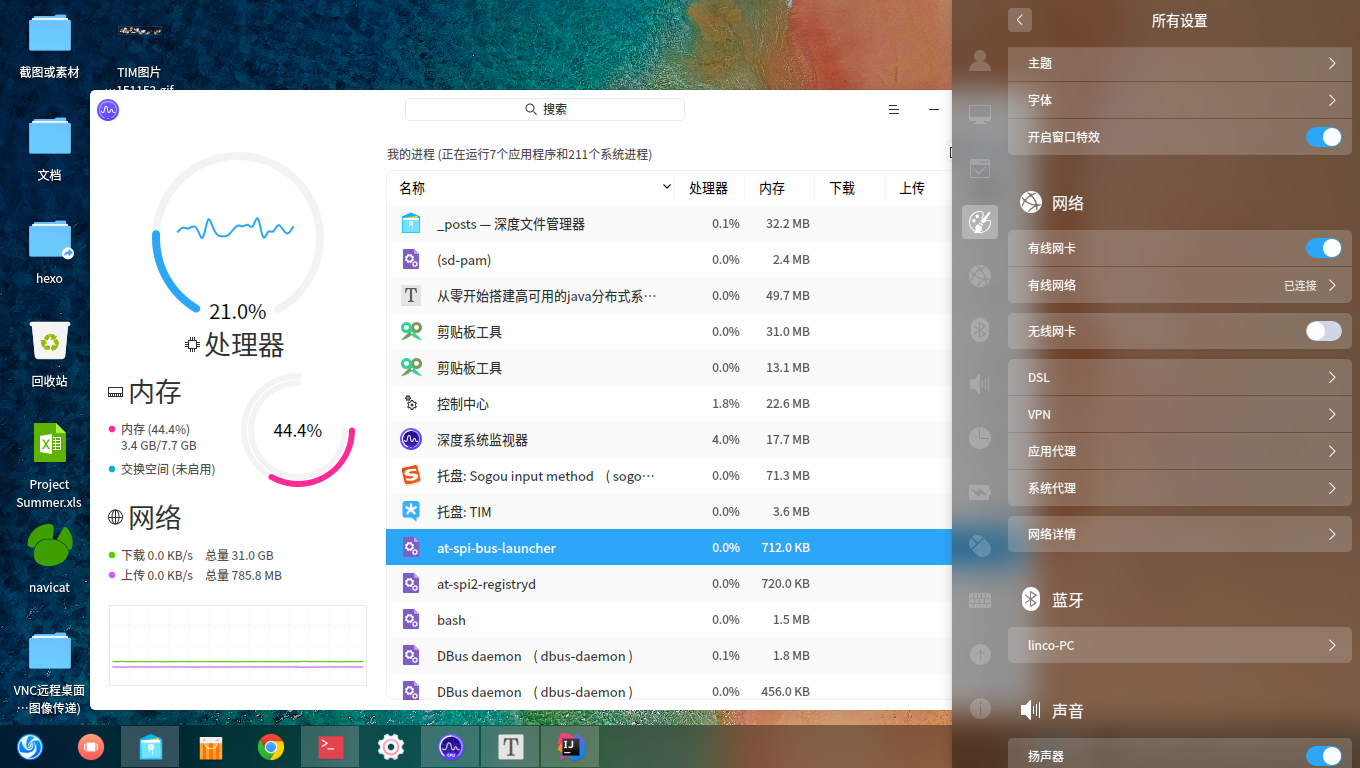 截图或素材
TIM图片
文档
hexo
回收站
Project
Summer.xls
navicat
VNC远程桌面
…图像传递)
搜索
21.0%
处理器
内存
内存 (44.4%)
3.4 GB/7.7 GB
交换空间 (未启用)
44.4%
网络
下载 0.0 KB/s 总量 31.0 GB
上传 0.0 KB/s 总量 785.8 MB
我的进程 (正在运行7个应用程序和211个系统进程)
名称 处理器 内存 下载 上传
_posts — 深度文件管理器 0.1% 32.2 MB
(sd-pam) 0.0% 2.4 MB
从零开始搭建高可用的java分布式系… 0.0% 49.7 MB
剪贴板工具 0.0% 31.0 MB
剪贴板工具 0.0% 13.1 MB
控制中心 1.8% 22.6 MB
深度系统监视器 4.0% 17.7 MB
托盘: Sogou input method （ sogo… 0.0% 71.3 MB
托盘: TIM 0.0% 3.6 MB
at-spi-bus-launcher 0.0% 712.0 KB
at-spi2-registryd 0.0% 720.0 KB
bash 0.0% 1.5 MB
DBus daemon （ dbus-daemon ) 0.1% 1.8 MB
DBus daemon （ dbus-daemon ) 0.0% 456.0 KB
所有设置
主题
字体
开启窗口特效
网络
有线网卡
有线网络 已连接
无线网卡
DSL
VPN
应用代理
系统代理
网络详情
蓝牙
linco-PC
声音
扬声器